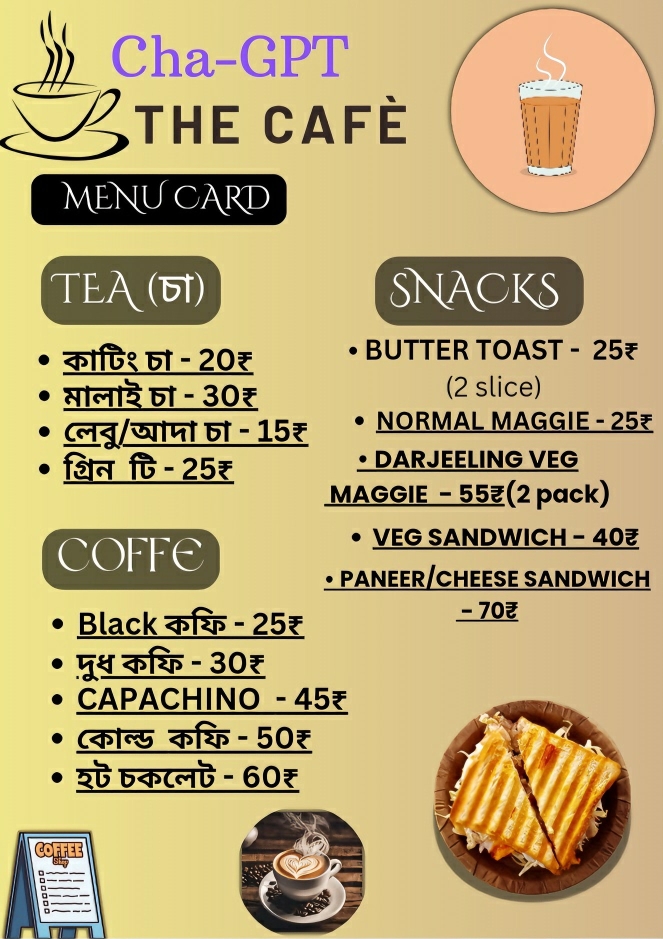 Cha-GPT
THE CAFÈ
MENU CARD
TEA (চা)
• কাটিং চা - 20₹
• মালাই চা - 30₹
• লেবু/আদা চা - 15₹
• গ্রিন টি - 25₹
COFFE
• Black কফি - 25₹
• দুধ কফি - 30₹
• CAPACHINO - 45₹
• কোল্ড কফি - 50₹
• হট চকলেট - 60₹
SNACKS
• BUTTER TOAST - 25₹
(2 slice)
• NORMAL MAGGIE - 25₹
• DARJEELING VEG
MAGGIE - 55₹(2 pack)
• VEG SANDWICH - 40₹
• PANEER/CHEESE SANDWICH
- 70₹
COFFEE
Shop